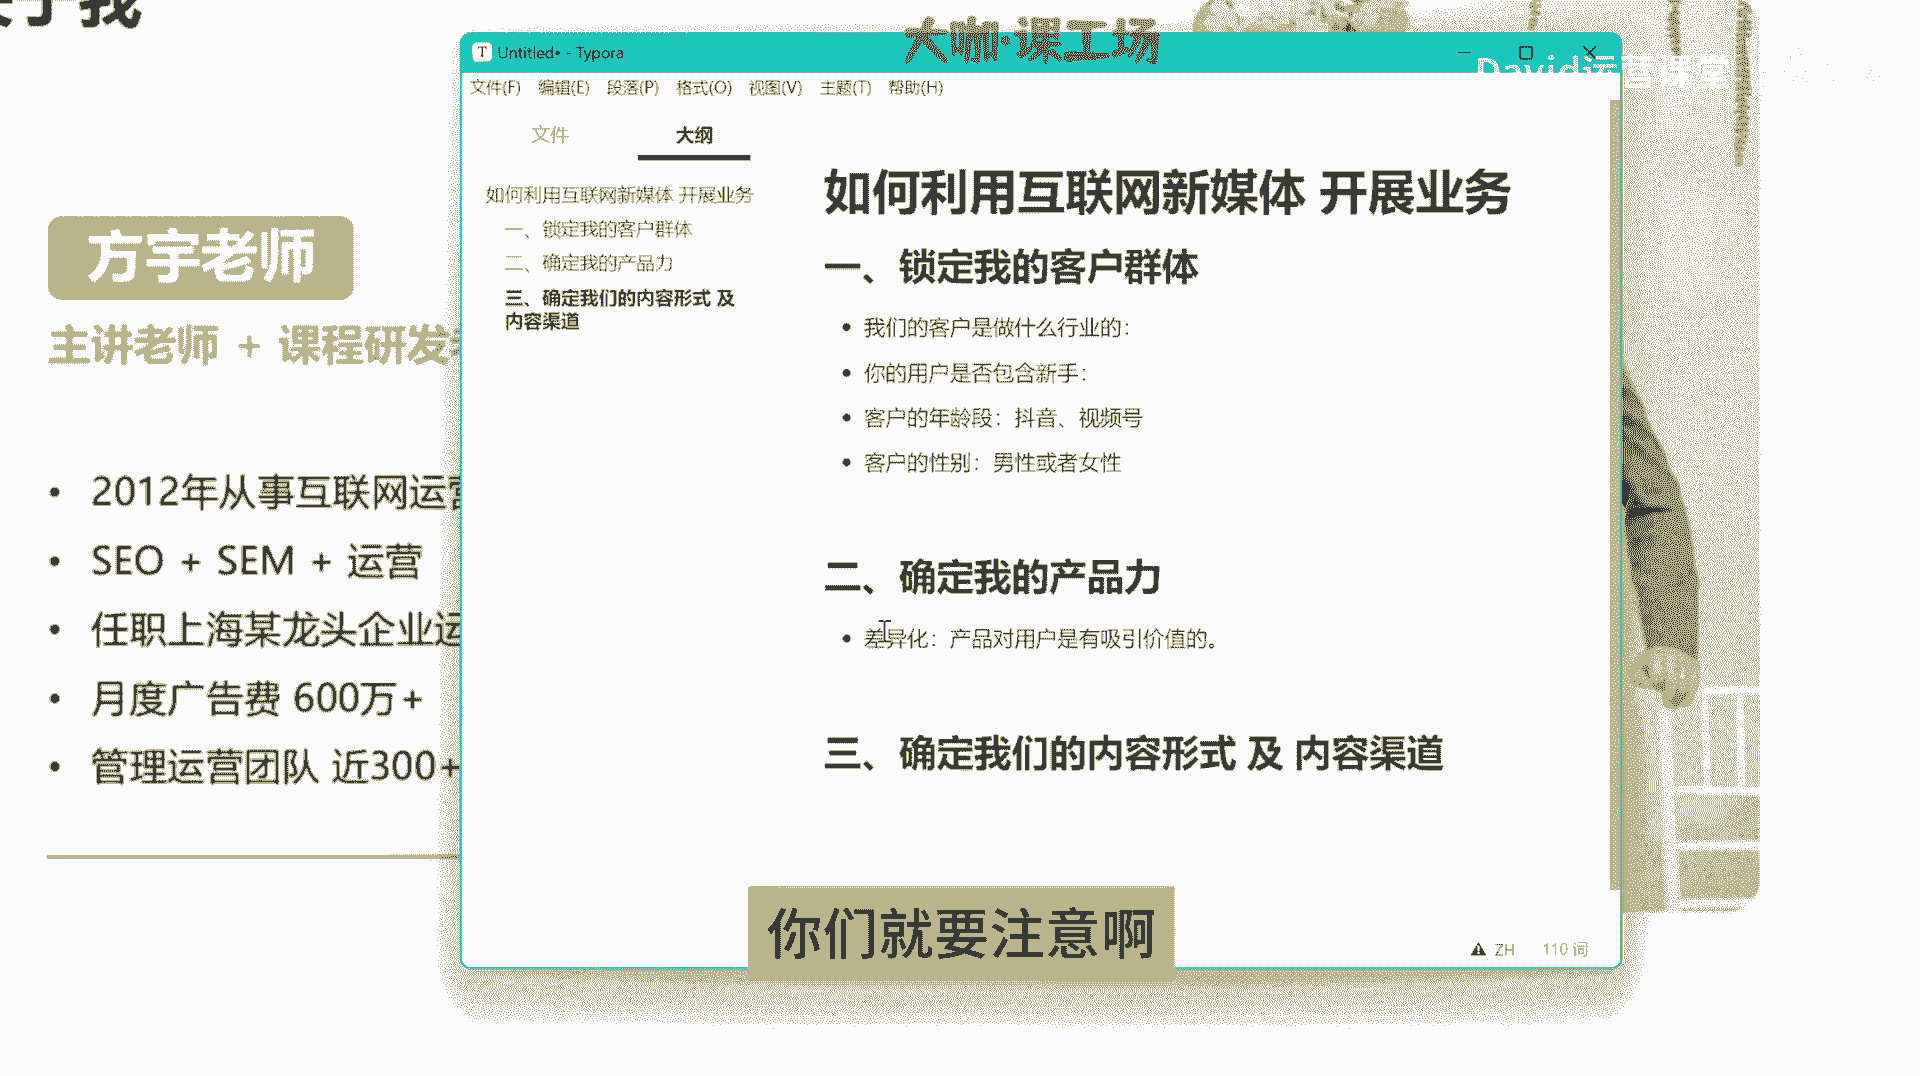 于我
大咖·课工场
Untitled• - Typora
David运营课堂
文件(F) 编辑(E) 段落(P) 格式(O) 视图(V) 主题(T) 帮助(H)
文件 大纲
如何利用互联网新媒体 开展业务
一、锁定我的客户群体
二、确定我的产品力
三、确定我们的内容形式 及
内容渠道
如何利用互联网新媒体 开展业务
一、锁定我的客户群体
• 我们的客户是做什么行业的：
• 你的用户是否包含新手：
• 客户的年龄段：抖音、视频号
• 客户的性别：男性或者女性
二、确定我的产品力
• 差异化：产品对用户是有吸引价值的。
三、确定我们的内容形式 及 内容渠道
ZH 110 词
方宇老师
主讲老师 + 课程研发
• 2012年从事互联网运营
• SEO + SEM + 运营
• 任职上海某龙头企业运
• 月度广告费 600万+
• 管理运营团队 近300+
你们就要注意啊